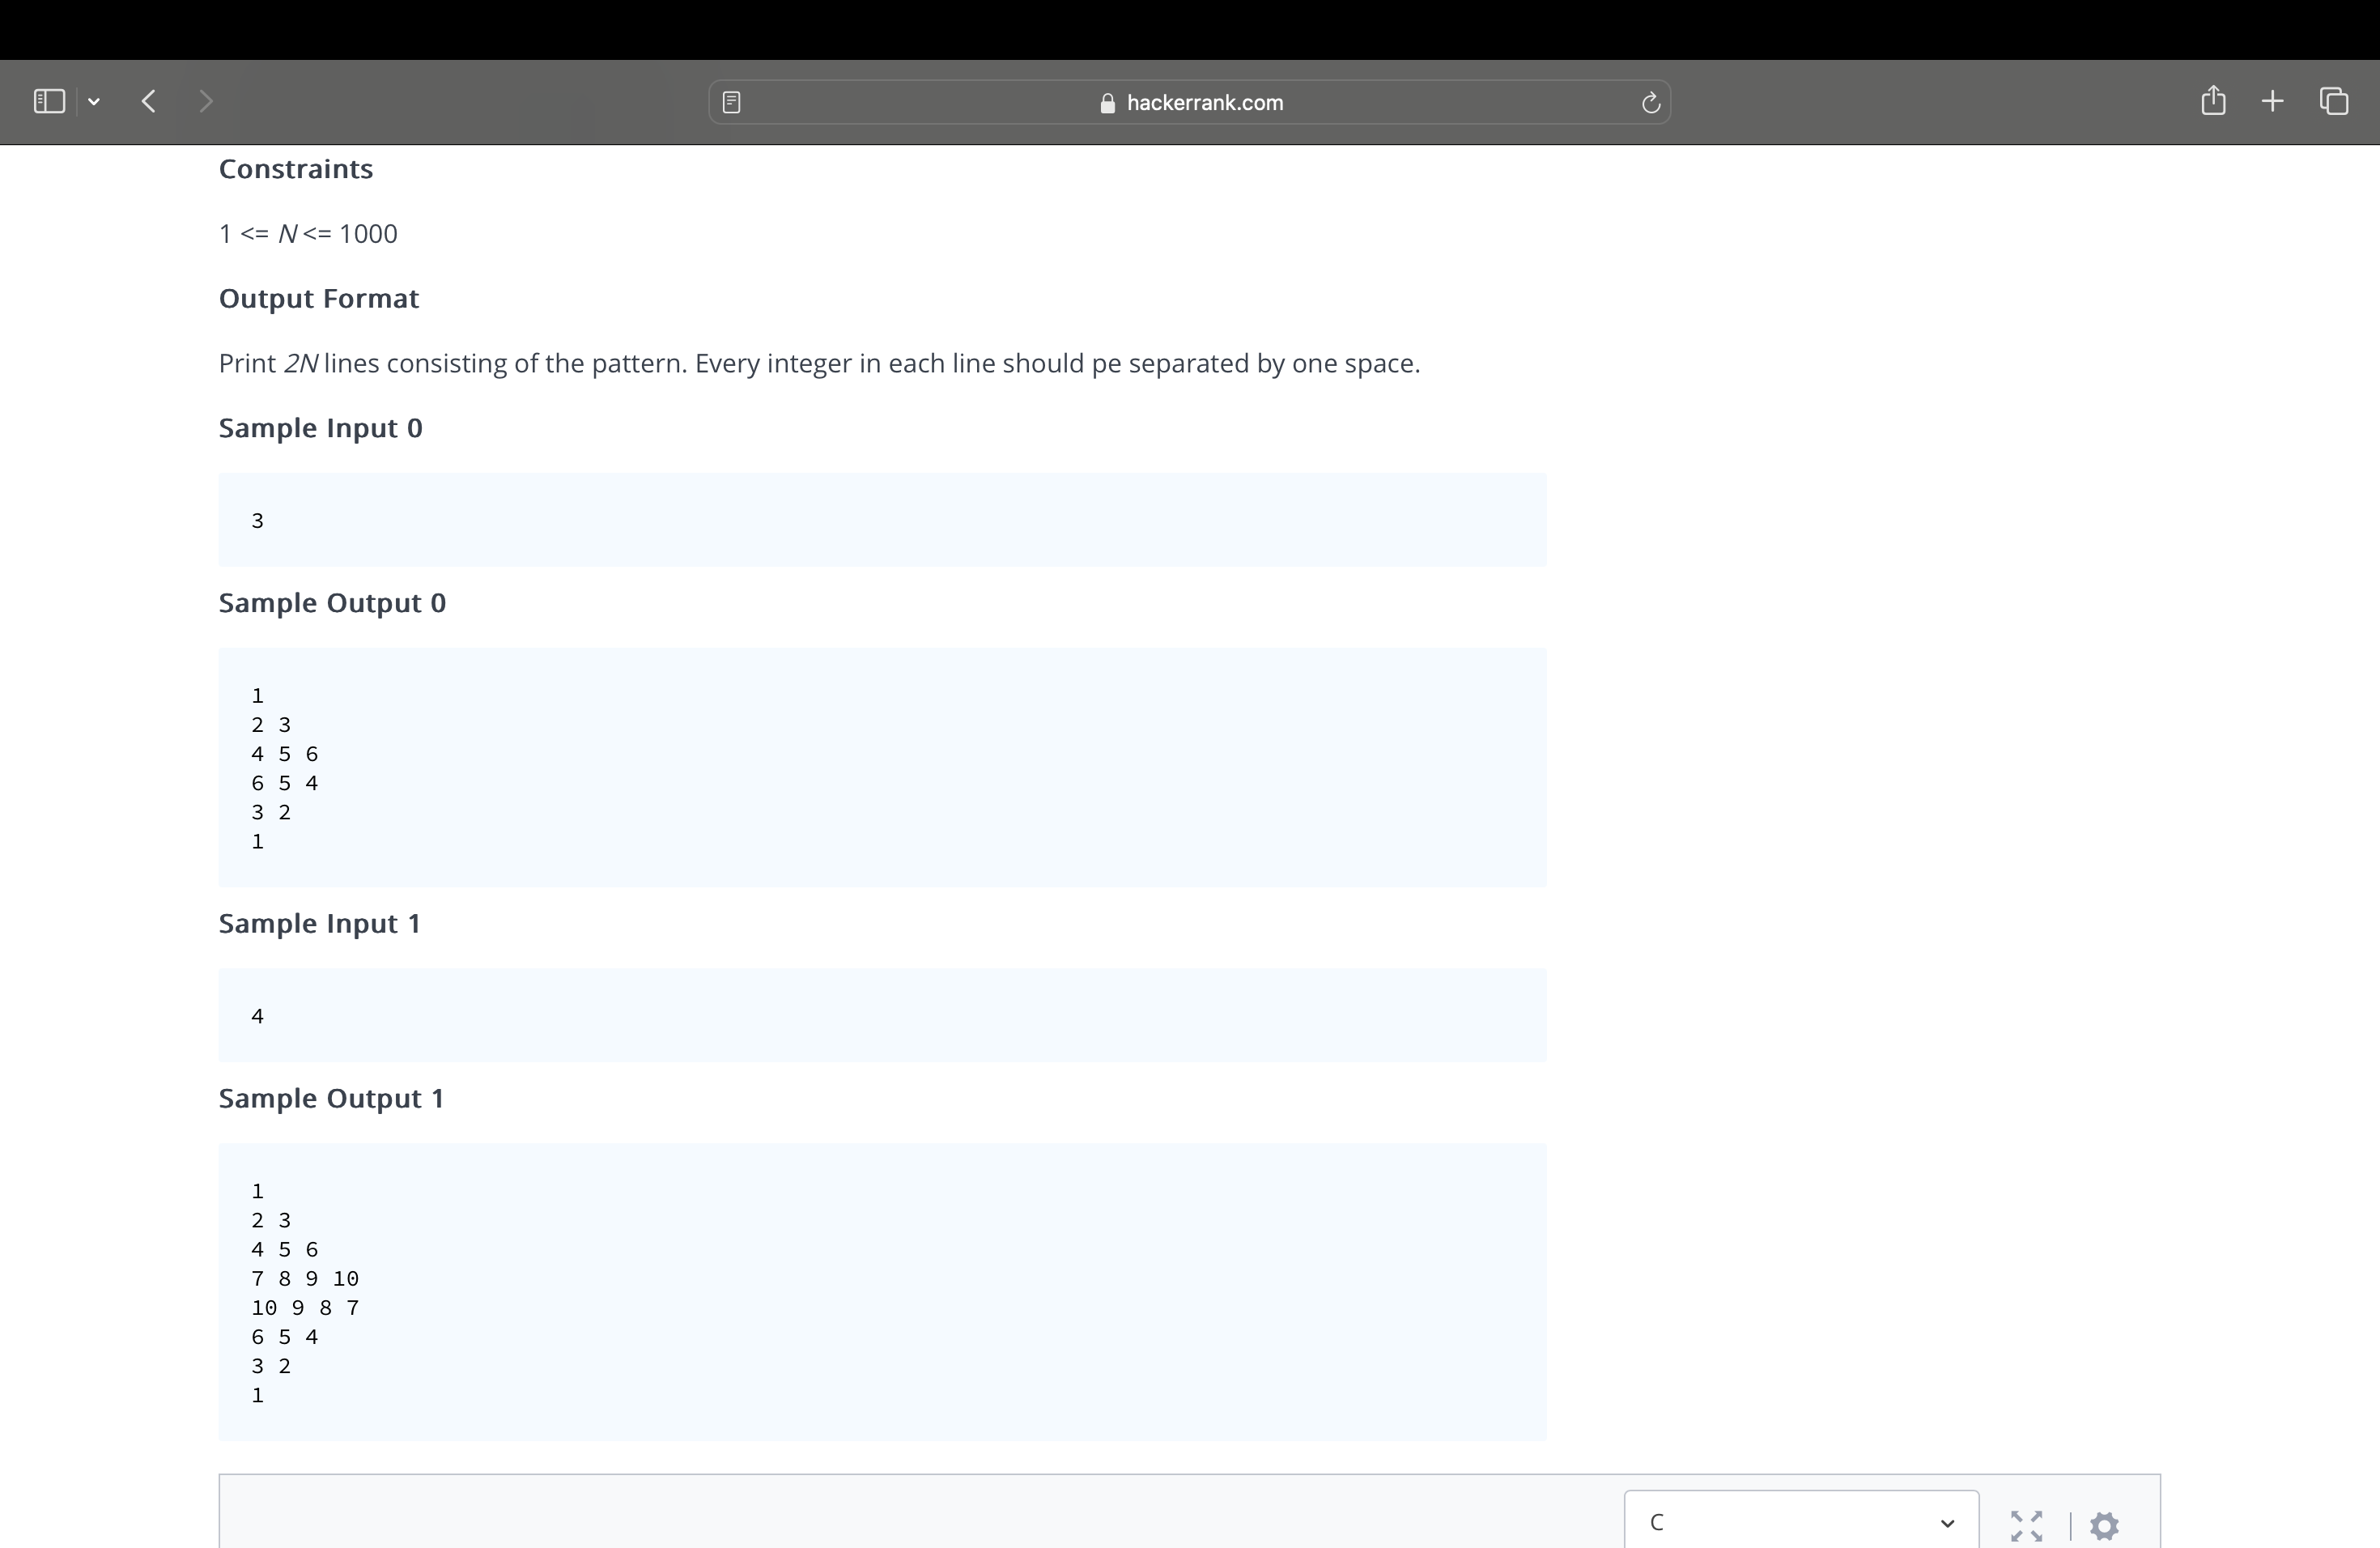 hackerrank.com
Constraints
1 <= N <= 1000
Output Format
Print 2N lines consisting of the pattern. Every integer in each line should pe separated by one space.
Sample Input 0
3
Sample Output 0
1
2 3
4 5 6
6 5 4
3 2
1
Sample Input 1
4
Sample Output 1
1
2 3
4 5 6
7 8 9 10
10 9 8 7
6 5 4
3 2
1
C